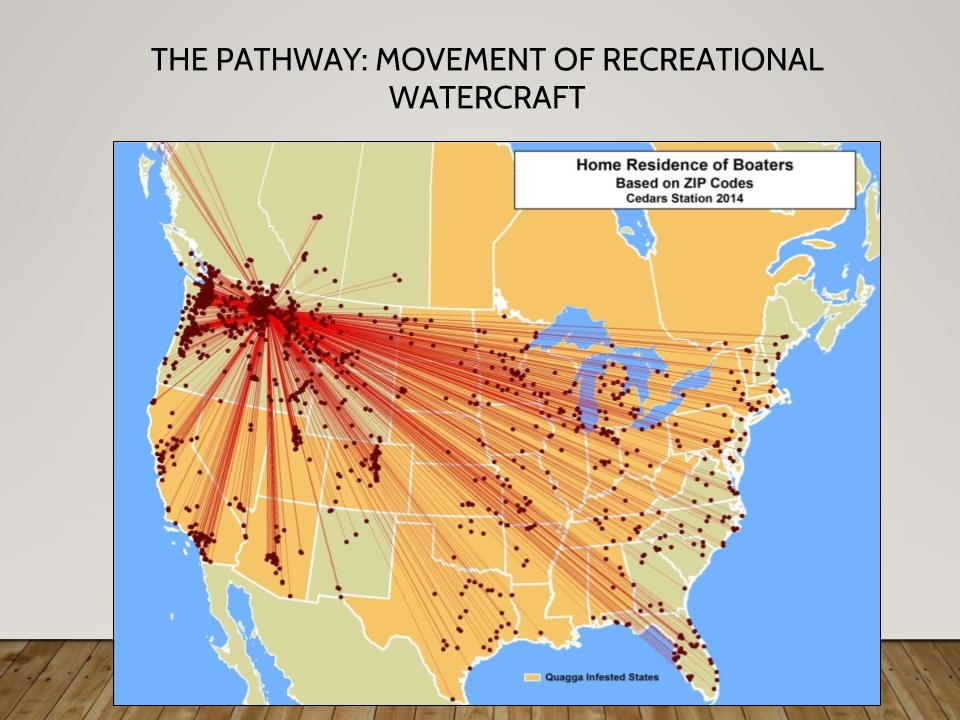 THE PATHWAY: MOVEMENT OF RECREATIONAL
WATERCRAFT
Home Residence of Boaters
Based on ZIP Codes
Cedars Station 2014
Quagga Infested States